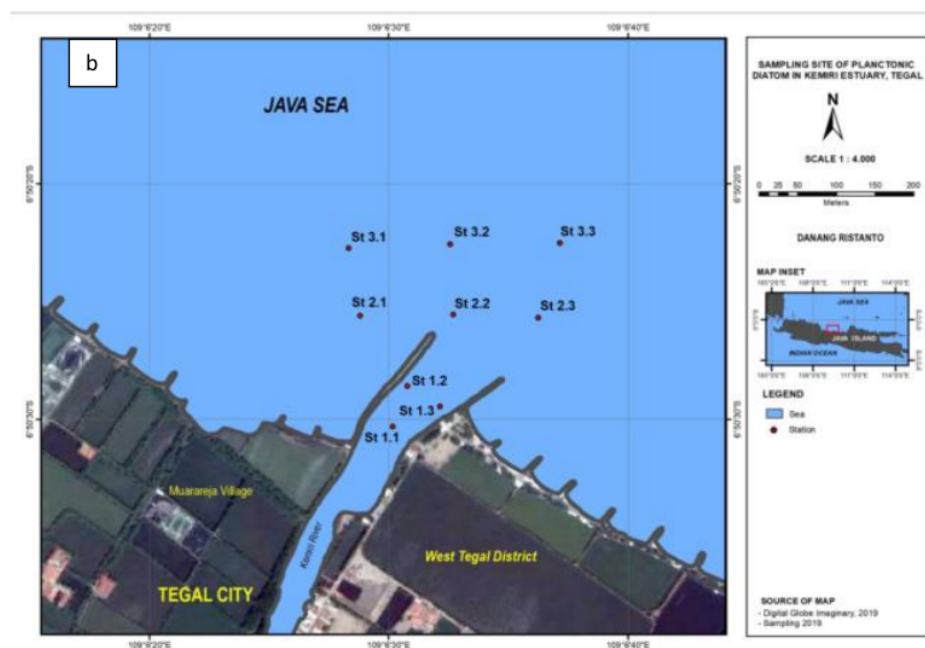 109°6'20"E 109°6'30"E 109°6'40"E
b
JAVA SEA
6°50'20"S 6°50'20"S
St 3.1 St 3.2 St 3.3
St 2.1 St 2.2 St 2.3
St 1.2
St 1.3
St 1.1
6°50'30"S 6°50'30"S
Muarareja Village
Kemiri River
West Tegal District
TEGAL CITY
109°6'20"E 109°6'30"E 109°6'40"E
SAMPLING SITE OF PLANCTONIC
DIATOM IN KEMIRI ESTUARY, TEGAL
N
SCALE 1 : 4.000
0 25 50 100 150 200
Meters
DANANG RISTANTO
MAP INSET
JAVA SEA
JAVA ISLAND
INDIAN OCEAN
LEGEND
Sea
Station
SOURCE OF MAP
- Digital Globe Imaginary, 2019
- Sampling 2019